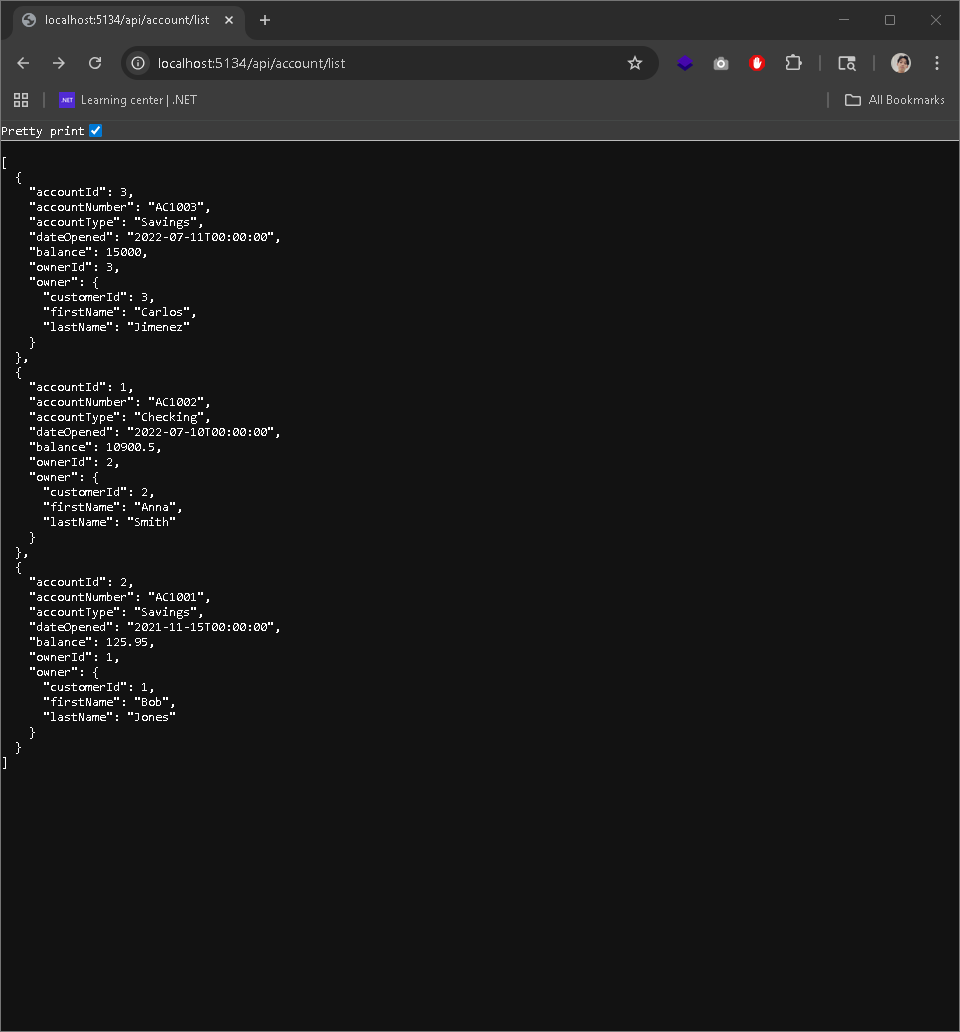 localhost:5134/api/account/list
localhost:5134/api/account/list
.NET Learning center | .NET
All Bookmarks
Pretty print
[
  {
    "accountId": 3,
    "accountNumber": "AC1003",
    "accountType": "Savings",
    "dateOpened": "2022-07-11T00:00:00",
    "balance": 15000,
    "ownerId": 3,
    "owner": {
      "customerId": 3,
      "firstName": "Carlos",
      "lastName": "Jimenez"
    }
  },
  {
    "accountId": 1,
    "accountNumber": "AC1002",
    "accountType": "Checking",
    "dateOpened": "2022-07-10T00:00:00",
    "balance": 10900.5,
    "ownerId": 2,
    "owner": {
      "customerId": 2,
      "firstName": "Anna",
      "lastName": "Smith"
    }
  },
  {
    "accountId": 2,
    "accountNumber": "AC1001",
    "accountType": "Savings",
    "dateOpened": "2021-11-15T00:00:00",
    "balance": 125.95,
    "ownerId": 1,
    "owner": {
      "customerId": 1,
      "firstName": "Bob",
      "lastName": "Jones"
    }
  }
]